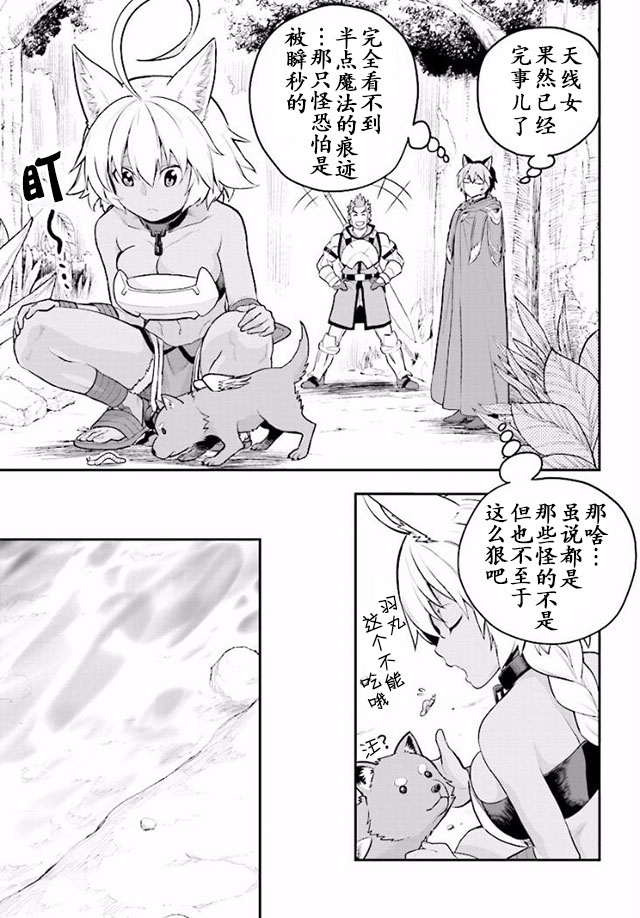 天线女
果然已经
完事儿了
完全看不到
半点魔法的痕迹
…那只怪恐怕是
被瞬秒的
盯
～…
那啥…
虽说都是
那些怪的不是
但也不至于
这么狠吧
羽丸
这个不能
吃哦
汪?